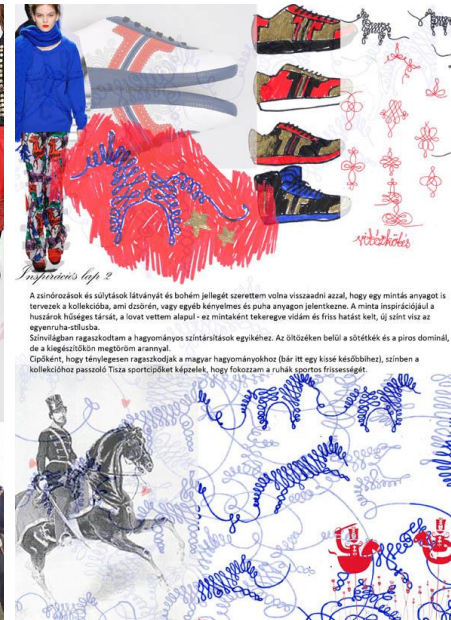 vitézkötés
Inspirációs lap 2
A zsinórozások és súlytások látványát és bohém jellegét szerettem volna visszaadni azzal, hogy egy mintás anyagot is
tervezek a kollekcióba, ami dzsörén, vagy egyéb kényelmes és puha anyagon jelentkezne. A minta inspirációjául a
huszárok hűséges társát, a lovat vettem alapul - ez mintaként tekeregve vidám és friss hatást kelt, új színt visz az
egyenruha-stílusba.
Színvilágban ragaszkodtam a hagyományos színtársítások egyikéhez. Az öltözéken belül a sötétkék és a piros dominál,
de a kiegészítőkön megtöröm arannyal.
Cipőként, hogy ténylegesen ragaszkodjak a magyar hagyományokhoz (bár itt egy kissé későbbihez), színben a
kollekcióhoz passzoló Tisza sportcipőket képzelek, hogy fokozzam a ruhák sportos frissességét.